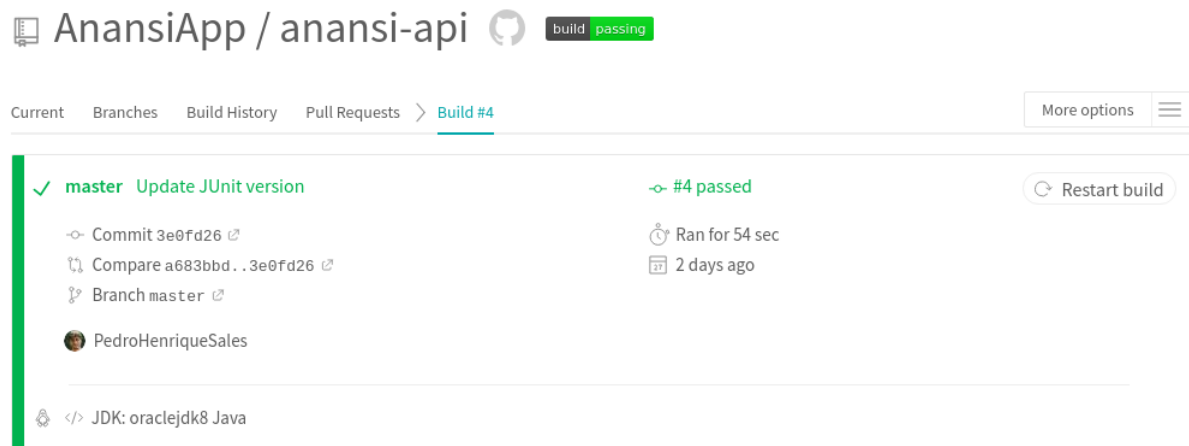 AnansiApp / anansi-api build passing
Current Branches Build History Pull Requests Build #4 More options
master Update JUnit version #4 passed Restart build
Commit 3e0fd26 Ran for 54 sec
Compare a683bbd..3e0fd26 2 days ago
Branch master
PedroHenriqueSales
</> JDK: oraclejdk8 Java